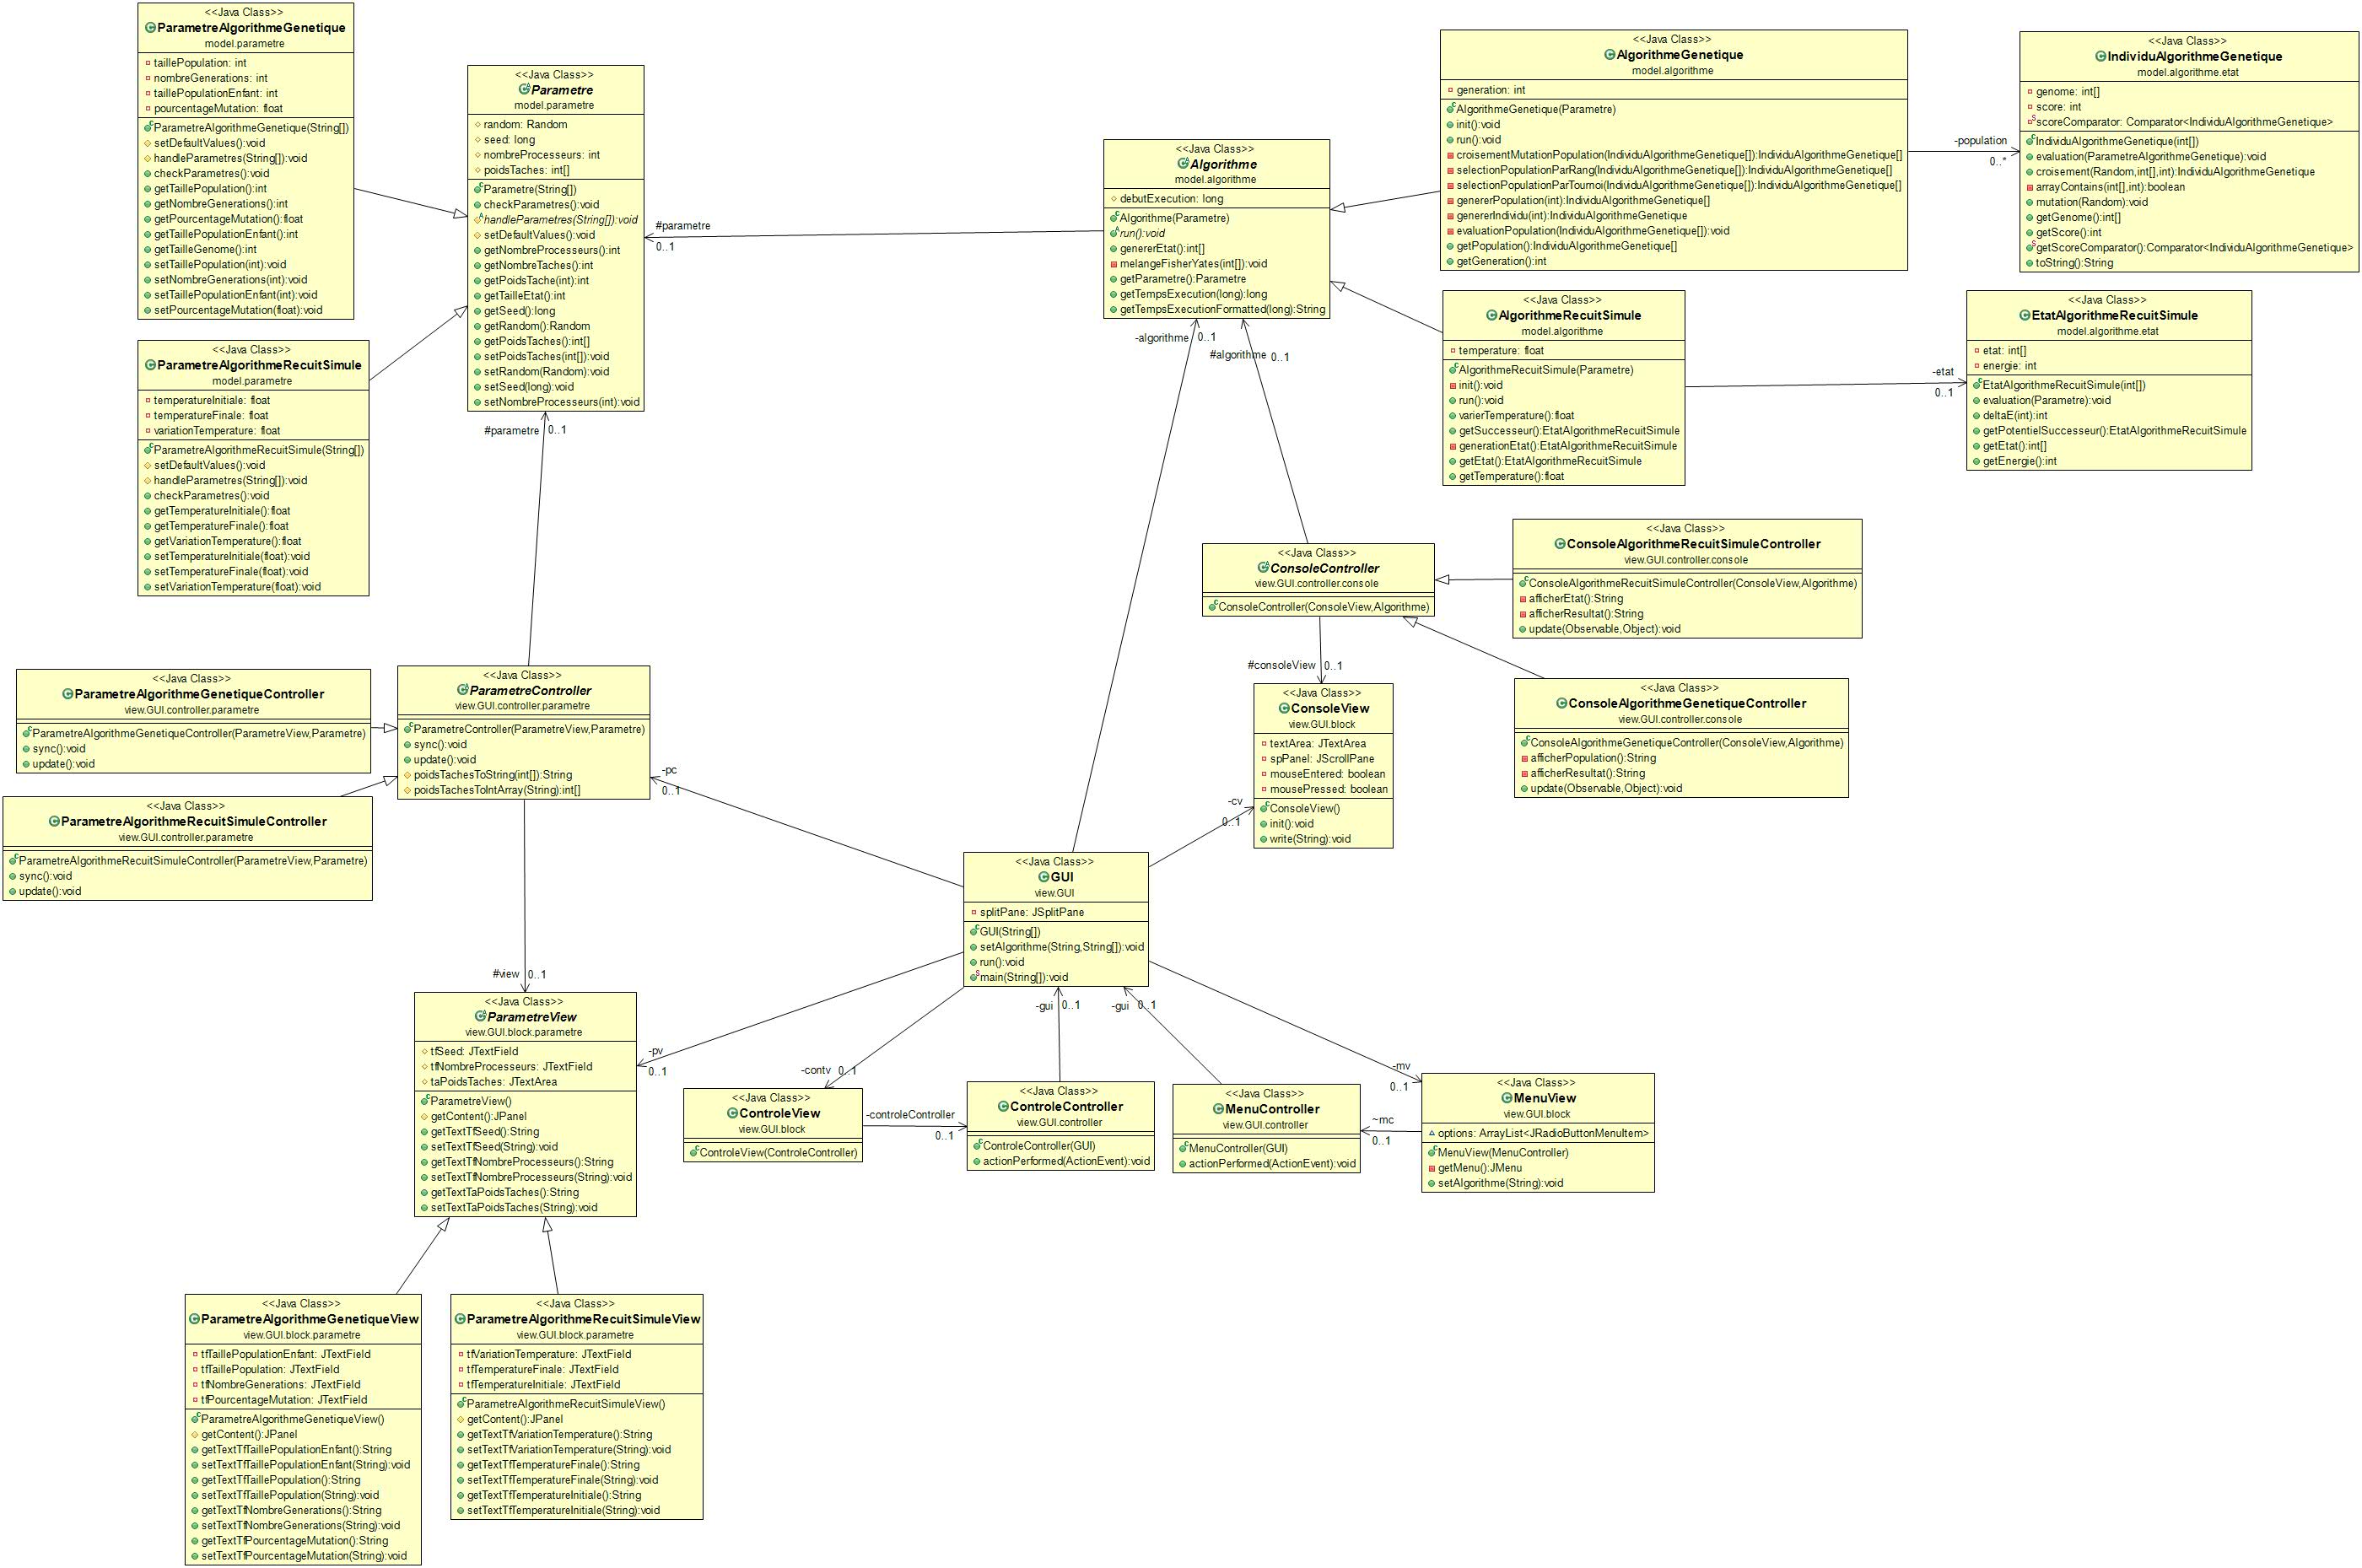 <<Java Class>>
ParametreAlgorithmeGenetique
model.parametre
taillePopulation: int
nombreGenerations: int
taillePopulationEnfant: int
pourcentageMutation: float
ParametreAlgorithmeGenetique(String[])
setDefaultValues():void
handleParametres(String[]):void
checkParametres():void
getTaillePopulation():int
getNombreGenerations():int
getPourcentageMutation():float
getTaillePopulationEnfant():int
getTailleGenome():int
setTaillePopulation(int):void
setNombreGenerations(int):void
setTaillePopulationEnfant(int):void
setPourcentageMutation(float):void
<<Java Class>>
Parametre
model.parametre
random: Random
seed: long
nombreProcesseurs: int
poidsTaches: int[]
Parametre(String[])
checkParametres():void
handleParametres(String[]):void
setDefaultValues():void
getNombreProcesseurs():int
getNombreTaches():int
getPoidsTache(int):int
getTailleEtat():int
getSeed():long
getRandom():Random
getPoidsTaches():int[]
setPoidsTaches(int[]):void
setRandom(Random):void
setSeed(long):void
setNombreProcesseurs(int):void
#parametre
0..1
<<Java Class>>
Algorithme
model.algorithme
debutExecution: long
Algorithme(Parametre)
run():void
genererEtat():int[]
melangeFisherYates(int[]):void
getParametre():Parametre
getTempsExecution(long):long
getTempsExecutionFormatted(long):String
<<Java Class>>
AlgorithmeGenetique
model.algorithme
generation: int
AlgorithmeGenetique(Parametre)
init():void
run():void
croisementMutationPopulation(IndividuAlgorithmeGenetique[]):IndividuAlgorithmeGenetique[]
selectionPopulationParRang(IndividuAlgorithmeGenetique[]):IndividuAlgorithmeGenetique[]
selectionPopulationParTournoi(IndividuAlgorithmeGenetique[]):IndividuAlgorithmeGenetique[]
genererPopulation(int):IndividuAlgorithmeGenetique[]
genererIndividu(int):IndividuAlgorithmeGenetique
evaluationPopulation(IndividuAlgorithmeGenetique[]):void
getPopulation():IndividuAlgorithmeGenetique[]
getGeneration():int
-population
0..*
<<Java Class>>
IndividuAlgorithmeGenetique
model.algorithme.etat
genome: int[]
score: int
scoreComparator: Comparator<IndividuAlgorithmeGenetique>
IndividuAlgorithmeGenetique(int[])
evaluation(ParametreAlgorithmeGenetique):void
croisement(Random,int[],int):IndividuAlgorithmeGenetique
arrayContains(int[],int):boolean
mutation(Random):void
getGenome():int[]
getScore():int
getScoreComparator():Comparator<IndividuAlgorithmeGenetique>
toString():String
<<Java Class>>
ParametreAlgorithmeRecuitSimule
model.parametre
temperatureInitiale: float
temperatureFinale: float
variationTemperature: float
ParametreAlgorithmeRecuitSimule(String[])
setDefaultValues():void
handleParametres(String[]):void
checkParametres():void
getTemperatureInitiale():float
getTemperatureFinale():float
getVariationTemperature():float
setTemperatureInitiale(float):void
setTemperatureFinale(float):void
setVariationTemperature(float):void
#parametre
0..1
-algorithme
0..1
#algorithme
0..1
<<Java Class>>
AlgorithmeRecuitSimule
model.algorithme
temperature: float
AlgorithmeRecuitSimule(Parametre)
init():void
run():void
varierTemperature():float
getSuccesseur():EtatAlgorithmeRecuitSimule
generationEtat():EtatAlgorithmeRecuitSimule
getEtat():EtatAlgorithmeRecuitSimule
getTemperature():float
-etat
0..1
<<Java Class>>
EtatAlgorithmeRecuitSimule
model.algorithme.etat
etat: int[]
energie: int
EtatAlgorithmeRecuitSimule(int[])
evaluation(Parametre):void
deltaE(int):int
getPotentielSuccesseur():EtatAlgorithmeRecuitSimule
getEtat():int[]
getEnergie():int
<<Java Class>>
ConsoleController
view.GUI.controller.console
ConsoleController(ConsoleView,Algorithme)
<<Java Class>>
ConsoleAlgorithmeRecuitSimuleController
view.GUI.controller.console
ConsoleAlgorithmeRecuitSimuleController(ConsoleView,Algorithme)
afficherEtat():String
afficherResultat():String
update(Observable,Object):void
<<Java Class>>
ParametreAlgorithmeGenetiqueController
view.GUI.controller.parametre
ParametreAlgorithmeGenetiqueController(ParametreView,Parametre)
sync():void
update():void
<<Java Class>>
ParametreController
view.GUI.controller.parametre
ParametreController(ParametreView,Parametre)
sync():void
update():void
poidsTachesToString(int[]):String
poidsTachesToIntArray(String):int[]
-pc
0..1
#consoleView
0..1
<<Java Class>>
ConsoleView
view.GUI.block
textArea: JTextArea
spPanel: JScrollPane
mouseEntered: boolean
mousePressed: boolean
ConsoleView()
init():void
write(String):void
<<Java Class>>
ConsoleAlgorithmeGenetiqueController
view.GUI.controller.console
ConsoleAlgorithmeGenetiqueController(ConsoleView,Algorithme)
afficherPopulation():String
afficherResultat():String
update(Observable,Object):void
<<Java Class>>
ParametreAlgorithmeRecuitSimuleController
view.GUI.controller.parametre
ParametreAlgorithmeRecuitSimuleController(ParametreView,Parametre)
sync():void
update():void
-cv
0..1
<<Java Class>>
GUI
view.GUI
splitPane: JSplitPane
GUI(String[])
setAlgorithme(String,String[]):void
run():void
main(String[]):void
#view
0..1
<<Java Class>>
ParametreView
view.GUI.block.parametre
tfSeed: JTextField
tfNombreProcesseurs: JTextField
taPoidsTaches: JTextArea
ParametreView()
getContent():JPanel
getTextTfSeed():String
setTextTfSeed(String):void
getTextTfNombreProcesseurs():String
setTextTfNombreProcesseurs(String):void
getTextTaPoidsTaches():String
setTextTaPoidsTaches(String):void
-pv
0..1
-contv
0..1
-gui
0..1
-gui
0..1
-mv
0..1
<<Java Class>>
ControleView
view.GUI.block
ControleView(ControleController)
-controleController
0..1
<<Java Class>>
ControleController
view.GUI.controller
ControleController(GUI)
actionPerformed(ActionEvent):void
<<Java Class>>
MenuController
view.GUI.controller
MenuController(GUI)
actionPerformed(ActionEvent):void
~mc
0..1
<<Java Class>>
MenuView
view.GUI.block
options: ArrayList<JRadioButtonMenuItem>
MenuView(MenuController)
getMenu():JMenu
setAlgorithme(String):void
<<Java Class>>
ParametreAlgorithmeGenetiqueView
view.GUI.block.parametre
tfTaillePopulationEnfant: JTextField
tfTaillePopulation: JTextField
tfNombreGenerations: JTextField
tfPourcentageMutation: JTextField
ParametreAlgorithmeGenetiqueView()
getContent():JPanel
getTextTfTaillePopulationEnfant():String
setTextTfTaillePopulationEnfant(String):void
getTextTfTaillePopulation():String
setTextTfTaillePopulation(String):void
getTextTfNombreGenerations():String
setTextTfNombreGenerations(String):void
getTextTfPourcentageMutation():String
setTextTfPourcentageMutation(String):void
<<Java Class>>
ParametreAlgorithmeRecuitSimuleView
view.GUI.block.parametre
tfVariationTemperature: JTextField
tfTemperatureFinale: JTextField
tfTemperatureInitiale: JTextField
ParametreAlgorithmeRecuitSimuleView()
getContent():JPanel
getTextTfVariationTemperature():String
setTextTfVariationTemperature(String):void
getTextTfTemperatureFinale():String
setTextTfTemperatureFinale(String):void
getTextTfTemperatureInitiale():String
setTextTfTemperatureInitiale(String):void